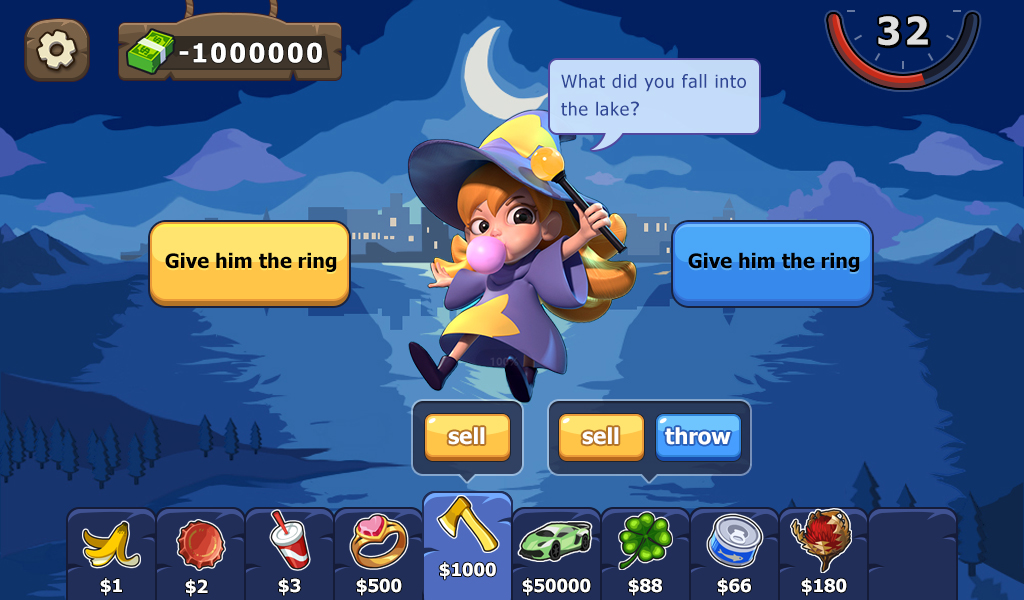 -1000000
32
What did you fall into
the lake?
Give him the ring
Give him the ring
sell
sell
throw
$1
$2
$3
$500
$1000
$50000
$88
$66
$180